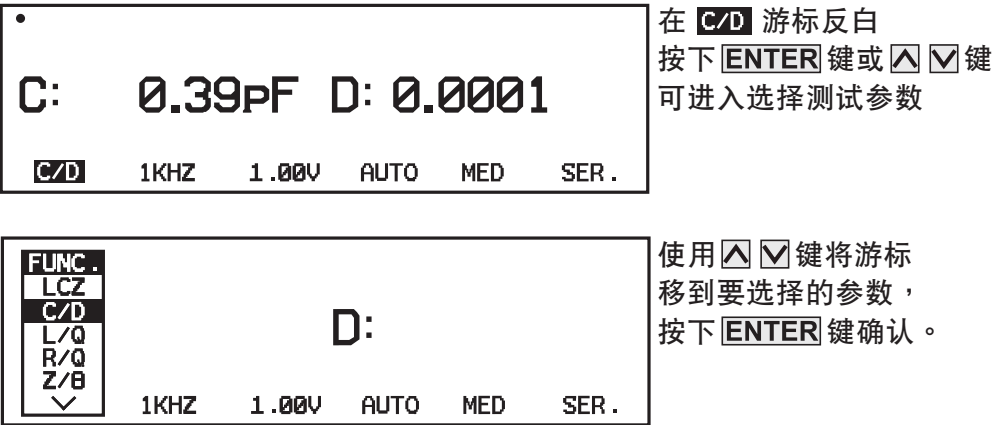 C: 0.39pF D: 0.0001
C/D 1KHZ 1.00V AUTO MED SER.
在 C/D 游标反白
按下 ENTER 键或 ∧ ∨ 键
可进入选择测试参数
FUNC.
LCZ
C/D
L/Q
R/Q
Z/θ
D:
1KHZ 1.00V AUTO MED SER.
使用 ∧ ∨ 键将游标
移到要选择的参数，
按下 ENTER 键确认。